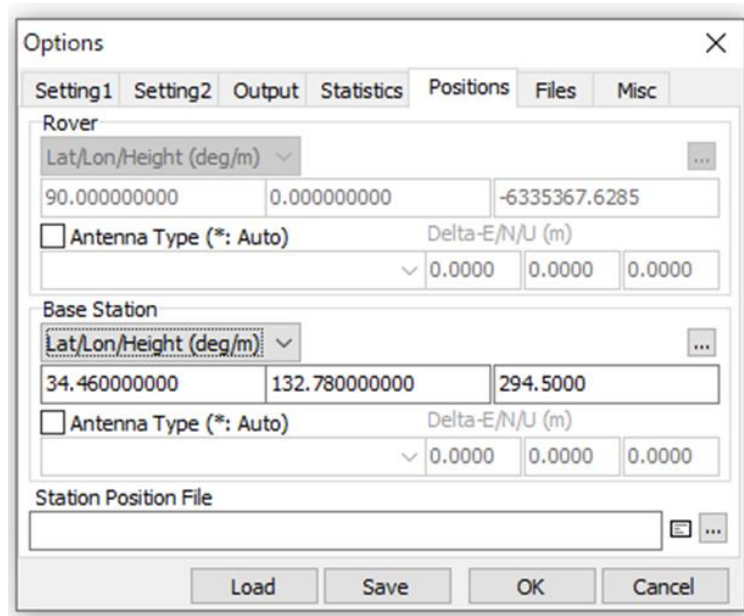 Options
Setting1 Setting2 Output Statistics Positions Files Misc
Rover
Lat/Lon/Height (deg/m)
...
90.000000000 0.000000000 -6335367.6285
Antenna Type (*: Auto) Delta-E/N/U (m)
0.0000 0.0000 0.0000
Base Station
Lat/Lon/Height (deg/m)
...
34.460000000 132.780000000 294.5000
Antenna Type (*: Auto) Delta-E/N/U (m)
0.0000 0.0000 0.0000
Station Position File
...
Load Save OK Cancel